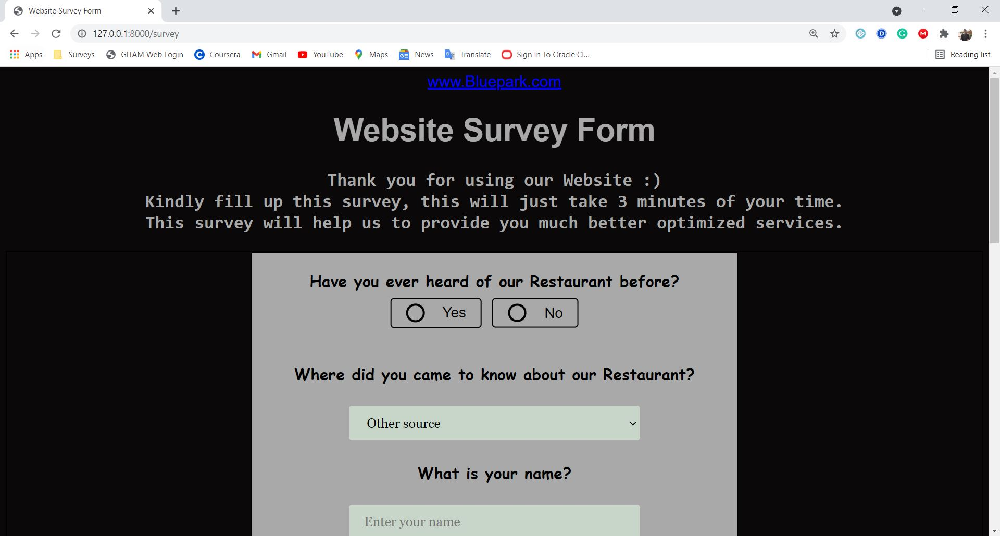 Website Survey Form
127.0.0.1:8000/survey
Apps Surveys GITAM Web Login Coursera Gmail YouTube Maps News Translate Sign In To Oracle Cl... Reading list
www.Bluepark.com
Website Survey Form
Thank you for using our Website :)
Kindly fill up this survey, this will just take 3 minutes of your time.
This survey will help us to provide you much better optimized services.
Have you ever heard of our Restaurant before?
Yes No
Where did you came to know about our Restaurant?
Other source
What is your name?
Enter your name